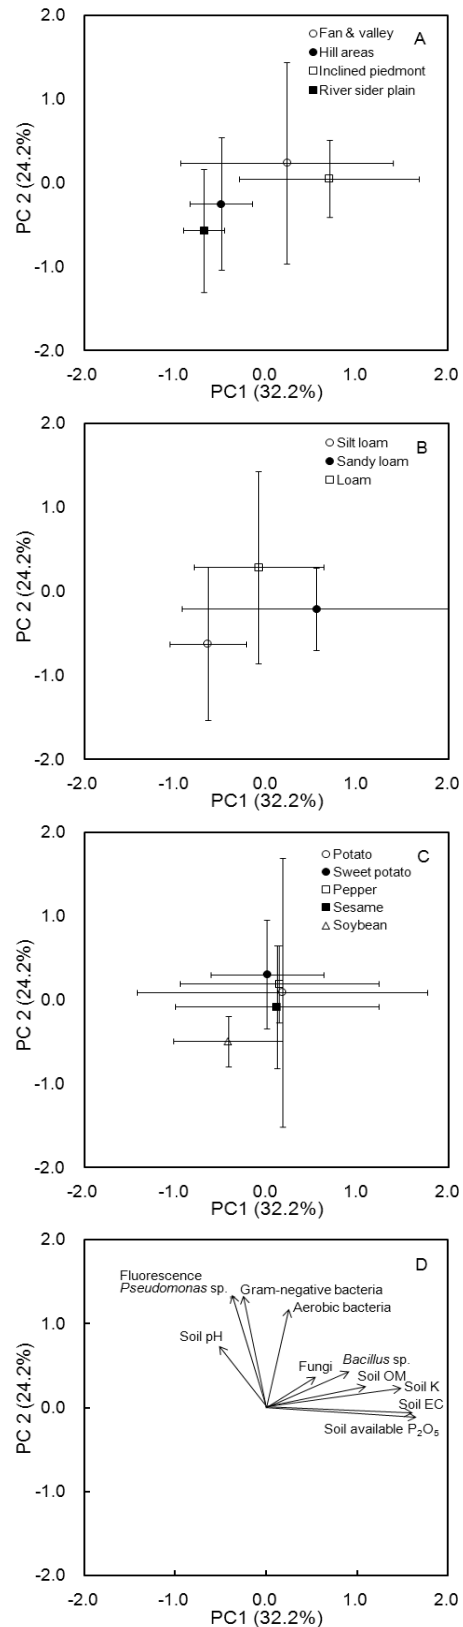 A
○Fan & valley
●Hill areas
□Inclined piedmont
■River sider plain
1.0
0.0
-1.0
-2.0
PC 2 (24.2%)
-2.0 -1.0 0.0 1.0 2.0
PC1 (32.2%)
B
○Silt loam
●Sandy loam
□Loam
2.0
1.0
0.0
-1.0
-2.0
PC 2 (24.2%)
-2.0 -1.0 0.0 1.0 2.0
PC1 (32.2%)
C
○Potato
●Sweet potato
□Pepper
■Sesame
△Soybean
2.0
1.0
0.0
-1.0
-2.0
PC 2 (24.2%)
-2.0 -1.0 0.0 1.0 2.0
PC1 (32.2%)
D
2.0
1.0
0.0
-1.0
-2.0
PC 2 (24.2%)
Fluorescence
Pseudomonas sp.
Gram-negative bacteria
Aerobic bacteria
Soil pH
Fungi
Bacillus sp.
Soil OM
Soil K
Soil EC
Soil available P₂O₅
-2.0 -1.0 0.0 1.0 2.0
PC1 (32.2%)